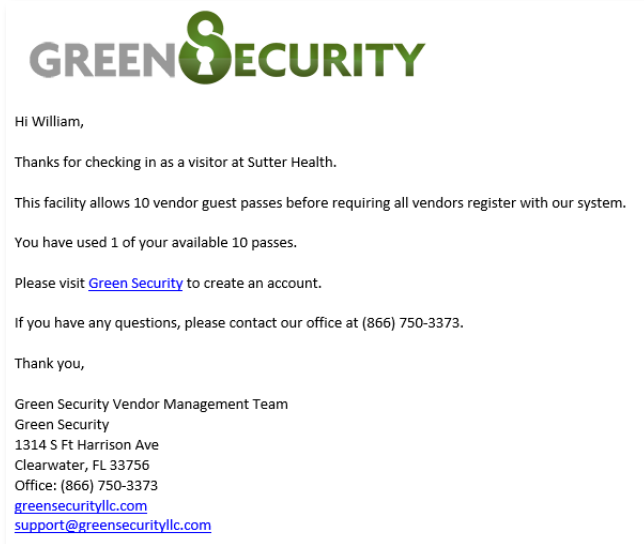 GREEN SECURITY
Hi William,
Thanks for checking in as a visitor at Sutter Health.
This facility allows 10 vendor guest passes before requiring all vendors register with our system.
You have used 1 of your available 10 passes.
Please visit Green Security to create an account.
If you have any questions, please contact our office at (866) 750-3373.
Thank you,
Green Security Vendor Management Team
Green Security
1314 S Ft Harrison Ave
Clearwater, FL 33756
Office: (866) 750-3373
greensecurityllc.com
support@greensecurityllc.com